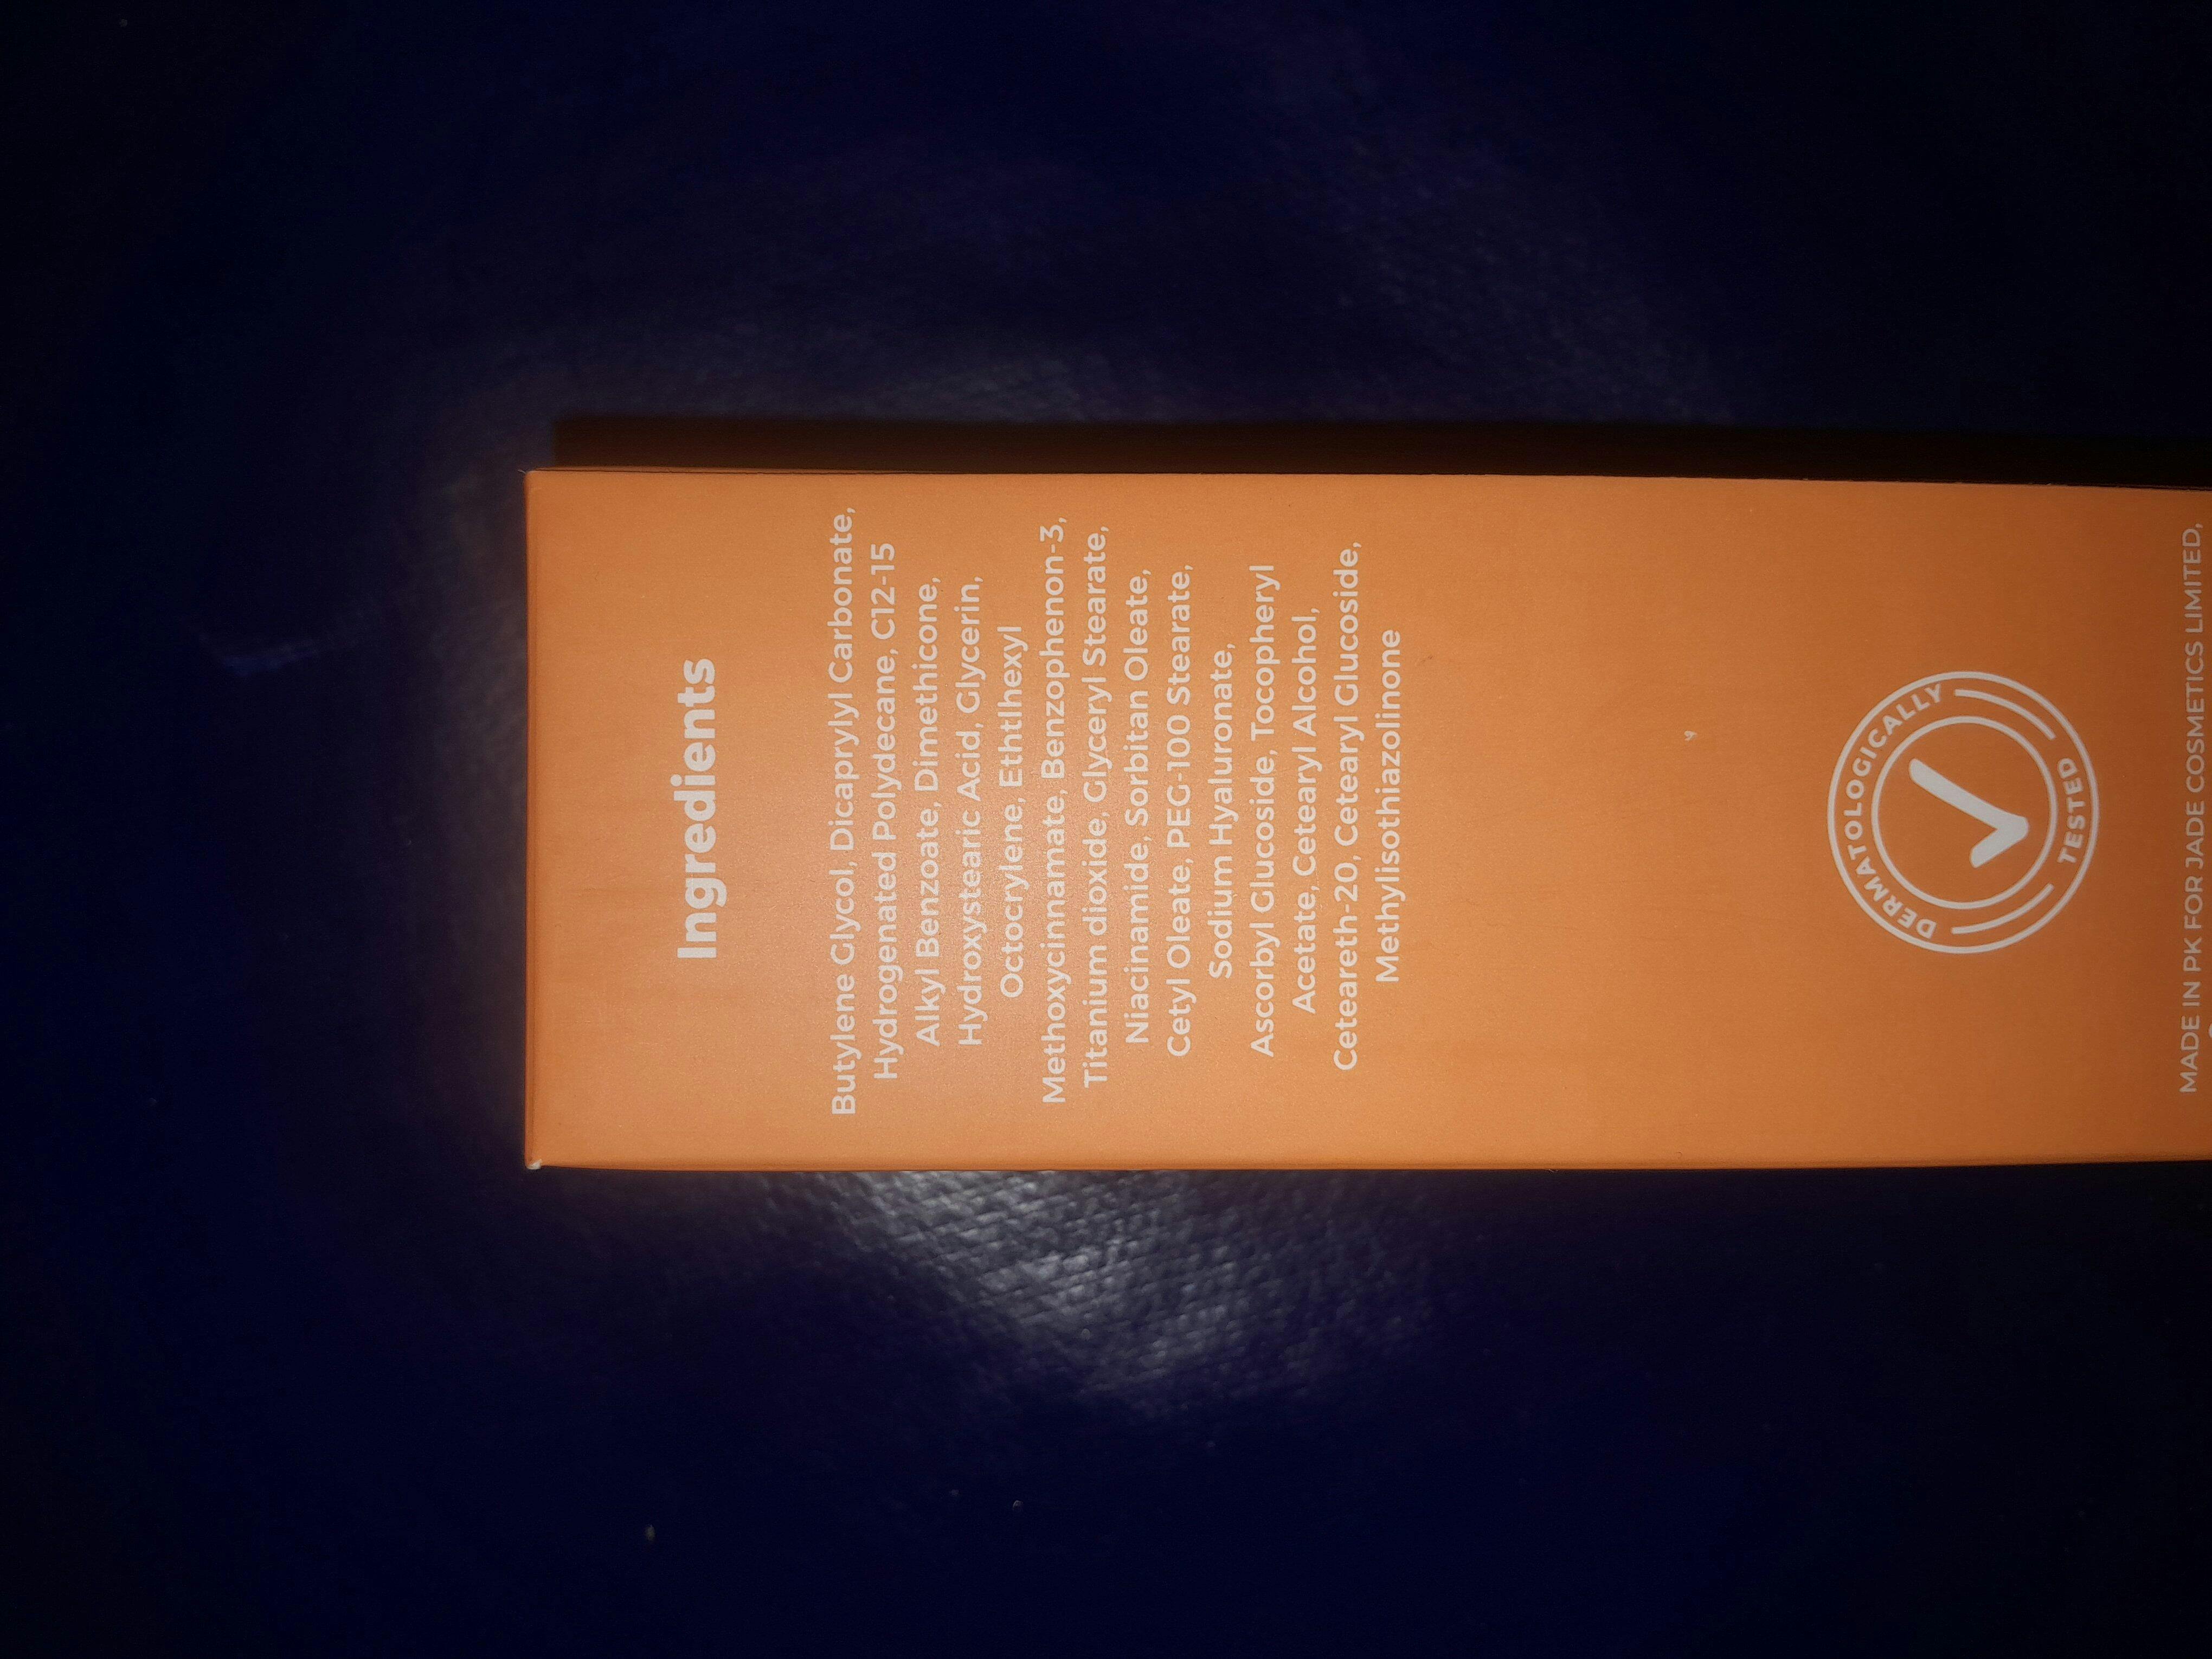 Ingredients
Butylene Glycol, Dicaprylyl Carbonate,
Hydrogenated Polydecane, C12-15
Alkyl Benzoate, Dimethicone,
Hydroxystearic Acid, Glycerin,
Octocrylene, Ethtlhexyl
Methoxycinnamate, Benzophenon-3,
Titanium dioxide, Glyceryl Stearate,
Niacinamide, Sorbitan Oleate,
Cetyl Oleate, PEG-100 Stearate,
Sodium Hyaluronate,
Ascorbyl Glucoside, Tocopheryl
Acetate, Cetearyl Alcohol,
Ceteareth-20, Cetearyl Glucoside,
Methylisothiazolinone
DERMATOLOGICALLY
TESTED
MADE IN PK FOR JADE COSMETICS LIMITED,